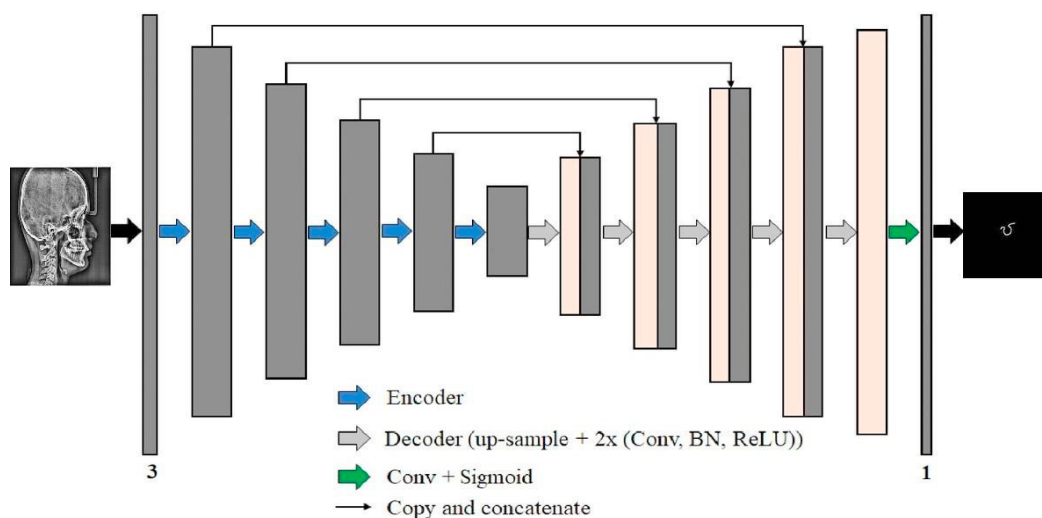 Encoder
Decoder (up-sample + 2x (Conv, BN, ReLU))
Conv + Sigmoid
3
1
Copy and concatenate